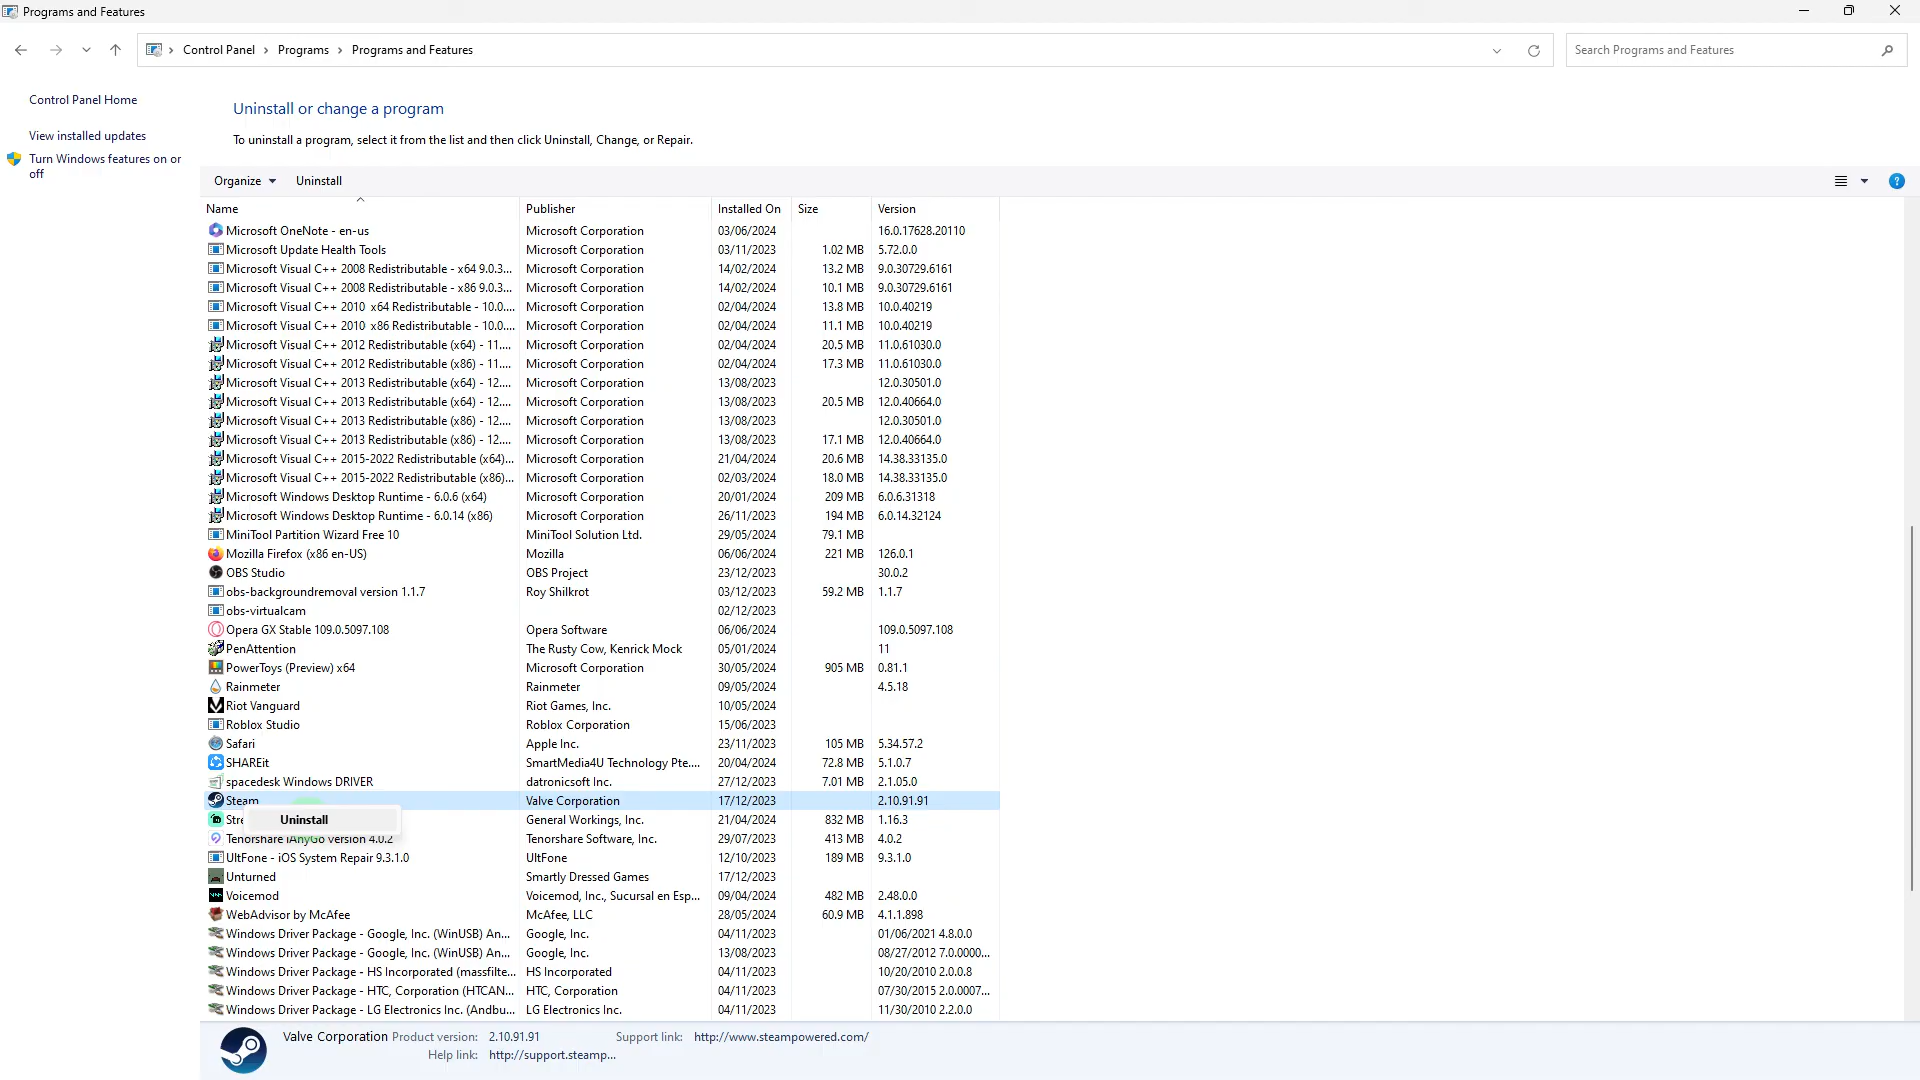 Programs and Features
Control Panel > Programs > Programs and Features
Search Programs and Features
Control Panel Home
View installed updates
Turn Windows features on or
off
Uninstall or change a program
To uninstall a program, select it from the list and then click Uninstall, Change, or Repair.
Organize Uninstall
Name Publisher Installed On Size Version
Microsoft OneNote - en-us Microsoft Corporation 03/06/2024 16.0.17628.20110
Microsoft Update Health Tools Microsoft Corporation 03/11/2023 1.02 MB 5.72.0.0
Microsoft Visual C++ 2008 Redistributable - x64 9.0.3... Microsoft Corporation 14/02/2024 13.2 MB 9.0.30729.6161
Microsoft Visual C++ 2008 Redistributable - x86 9.0.3... Microsoft Corporation 14/02/2024 10.1 MB 9.0.30729.6161
Microsoft Visual C++ 2010 x64 Redistributable - 10.0.... Microsoft Corporation 02/04/2024 13.8 MB 10.0.40219
Microsoft Visual C++ 2010 x86 Redistributable - 10.0.... Microsoft Corporation 02/04/2024 11.1 MB 10.0.40219
Microsoft Visual C++ 2012 Redistributable (x64) - 11.... Microsoft Corporation 02/04/2024 20.5 MB 11.0.61030.0
Microsoft Visual C++ 2012 Redistributable (x86) - 11.... Microsoft Corporation 02/04/2024 17.3 MB 11.0.61030.0
Microsoft Visual C++ 2013 Redistributable (x64) - 12.... Microsoft Corporation 13/08/2023 12.0.30501.0
Microsoft Visual C++ 2013 Redistributable (x64) - 12.... Microsoft Corporation 13/08/2023 20.5 MB 12.0.40664.0
Microsoft Visual C++ 2013 Redistributable (x86) - 12.... Microsoft Corporation 13/08/2023 12.0.30501.0
Microsoft Visual C++ 2013 Redistributable (x86) - 12.... Microsoft Corporation 13/08/2023 17.1 MB 12.0.40664.0
Microsoft Visual C++ 2015-2022 Redistributable (x64)... Microsoft Corporation 21/04/2024 20.6 MB 14.38.33135.0
Microsoft Visual C++ 2015-2022 Redistributable (x86)... Microsoft Corporation 02/03/2024 18.0 MB 14.38.33135.0
Microsoft Windows Desktop Runtime - 6.0.6 (x64) Microsoft Corporation 20/01/2024 209 MB 6.0.6.31318
Microsoft Windows Desktop Runtime - 6.0.14 (x86) Microsoft Corporation 26/11/2023 194 MB 6.0.14.32124
MiniTool Partition Wizard Free 10 MiniTool Solution Ltd. 29/05/2024 79.1 MB
Mozilla Firefox (x86 en-US) Mozilla 06/06/2024 221 MB 126.0.1
OBS Studio OBS Project 23/12/2023 30.0.2
obs-backgroundremoval version 1.1.7 Roy Shilkrot 03/12/2023 59.2 MB 1.1.7
obs-virtualcam 02/12/2023
Opera GX Stable 109.0.5097.108 Opera Software 06/06/2024 109.0.5097.108
PenAttention The Rusty Cow, Kenrick Mock 05/01/2024 11
PowerToys (Preview) x64 Microsoft Corporation 30/05/2024 905 MB 0.81.1
Rainmeter Rainmeter 09/05/2024 4.5.18
Riot Vanguard Riot Games, Inc. 10/05/2024
Roblox Studio Roblox Corporation 15/06/2023
Safari Apple Inc. 23/11/2023 105 MB 5.34.57.2
SHAREit SmartMedia4U Technology Pte.... 20/04/2024 72.8 MB 5.1.0.7
spacedesk Windows DRIVER datronicsoft Inc. 27/12/2023 7.01 MB 2.1.05.0
Steam Valve Corporation 17/12/2023 2.10.91.91
Stre Uninstall General Workings, Inc. 21/04/2024 832 MB 1.16.3
Tenorshare iAnyGo version 4.0.2 Tenorshare Software, Inc. 29/07/2023 413 MB 4.0.2
UltFone - iOS System Repair 9.3.1.0 UltFone 12/10/2023 189 MB 9.3.1.0
Unturned Smartly Dressed Games 17/12/2023
Voicemod Voicemod, Inc., Sucursal en Esp... 09/04/2024 482 MB 2.48.0.0
WebAdvisor by McAfee McAfee, LLC 28/05/2024 60.9 MB 4.1.1.898
Windows Driver Package - Google, Inc. (WinUSB) An... Google, Inc. 04/11/2023 01/06/2021 4.8.0.0
Windows Driver Package - Google, Inc. (WinUSB) An... Google, Inc. 13/08/2023 08/27/2012 7.0.0000...
Windows Driver Package - HS Incorporated (massfilte... HS Incorporated 04/11/2023 10/20/2010 2.0.0.8
Windows Driver Package - HTC, Corporation (HTCAN... HTC, Corporation 04/11/2023 07/30/2015 2.0.0007...
Windows Driver Package - LG Electronics Inc. (Andbu... LG Electronics Inc. 04/11/2023 11/30/2010 2.2.0.0
Valve Corporation Product version: 2.10.91.91 Support link: http://www.steampowered.com/
Help link: http://support.steamp...